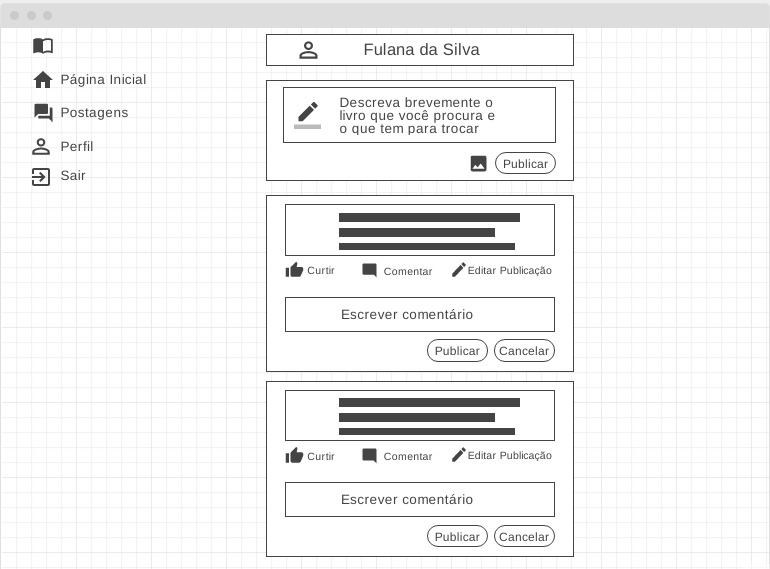 Página Inicial
Postagens
Perfil
Sair
Fulana da Silva
Descreva brevemente o
livro que você procura e
o que tem para trocar
Publicar
Curtir Comentar Editar Publicação
Escrever comentário
Publicar Cancelar
Curtir Comentar Editar Publicação
Escrever comentário
Publicar Cancelar